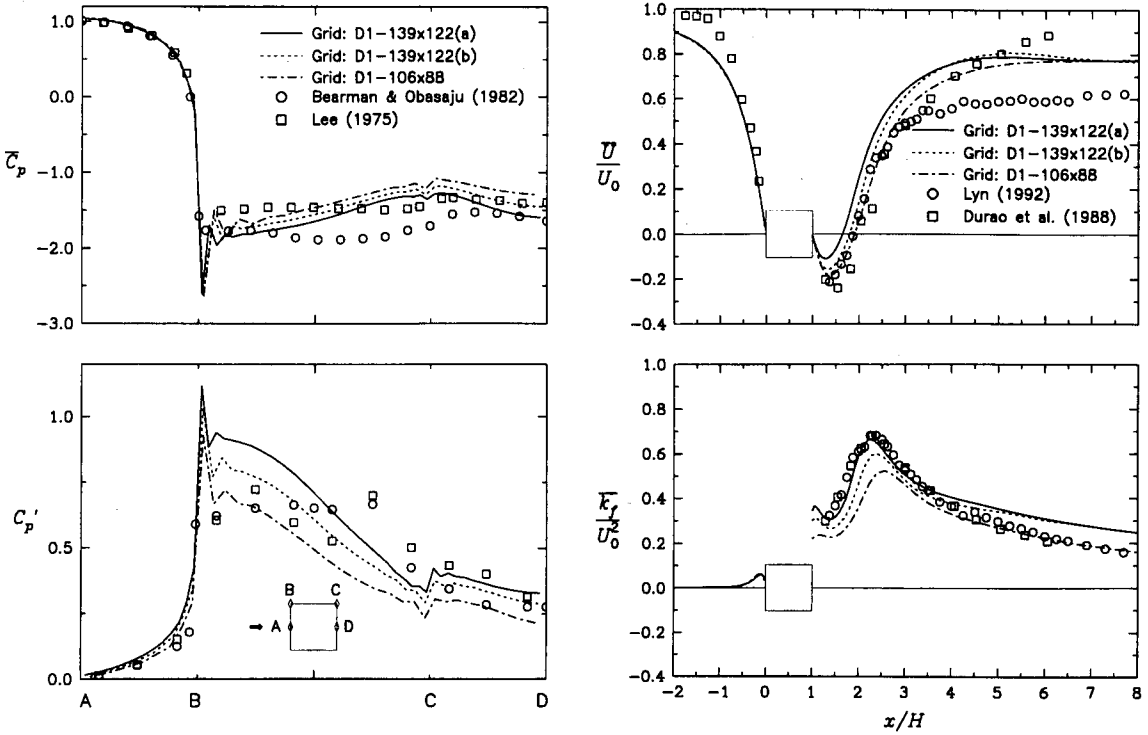 1.0
0.0
−1.0
−2.0
−3.0
C̅p
Grid: D1−139x122(a)
Grid: D1−139x122(b)
Grid: D1−106x88
Bearman & Obasaju (1982)
Lee (1975)
1.0
0.8
0.6
0.4
0.2
0.0
−0.2
−0.4
U̅
U0
Grid: D1−139x122(a)
Grid: D1−139x122(b)
Grid: D1−106x88
Lyn (1992)
Durao et al. (1988)
1.0
0.5
0.0
Cp'
B C
A D
A B C D
1.0
0.8
0.6
0.4
0.2
0.0
−0.2
−0.4
k̅f
U0²
−2 −1 0 1 2 3 4 5 6 7 8
x/H